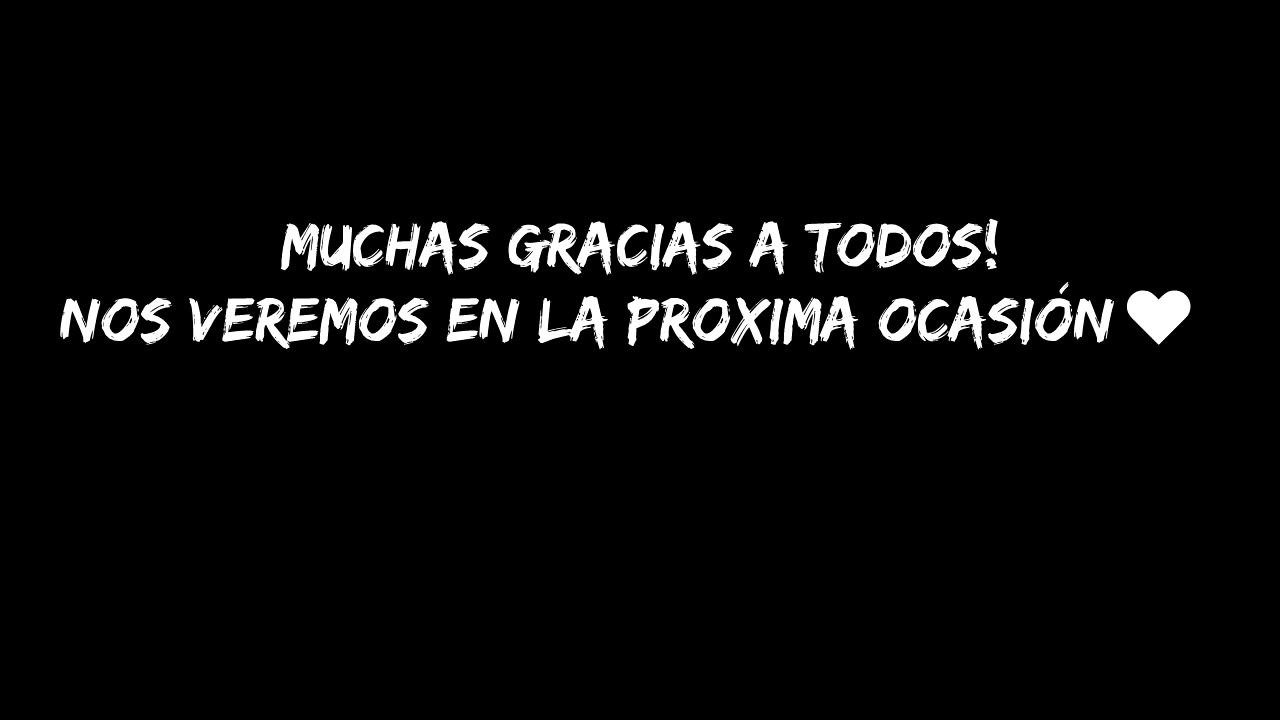 MUCHAS GRACIAS A TODOS!
NOS VEREMOS EN LA PROXIMA OCASIÓN ♥